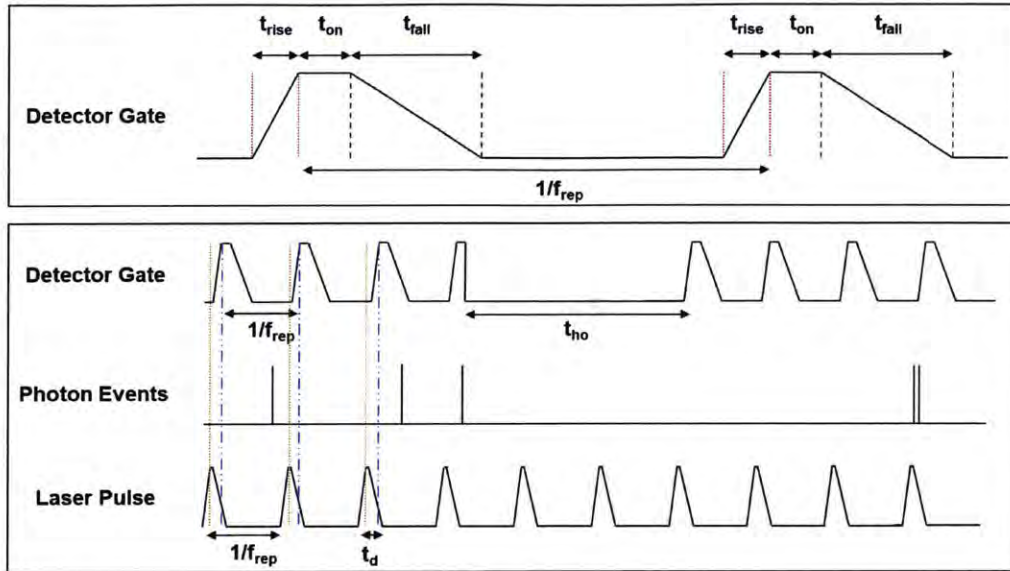 t_rise t_on t_fall t_rise t_on t_fall
Detector Gate
1/f_rep
Detector Gate
1/f_rep t_ho
Photon Events
Laser Pulse
1/f_rep t_d